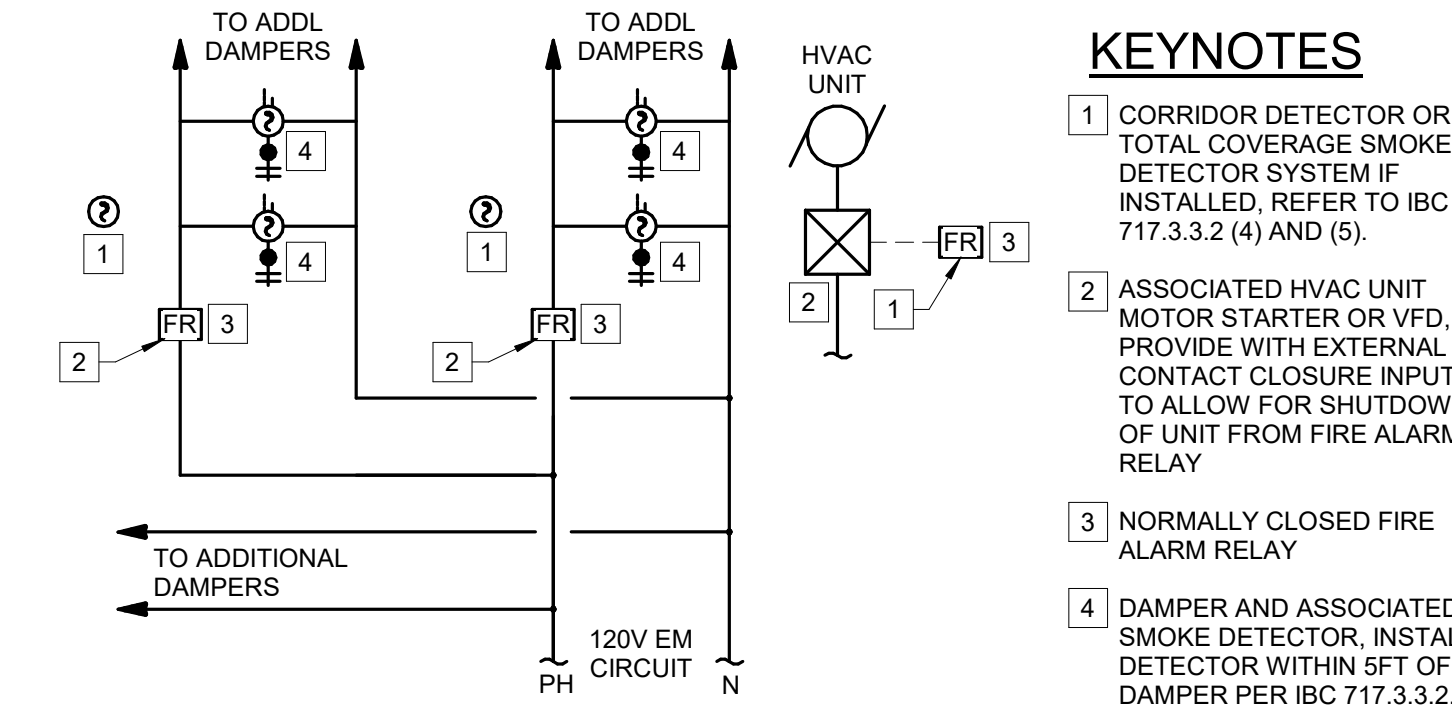 TO ADDL
DAMPERS
TO ADDL
DAMPERS
HVAC
UNIT
4
4
4
4
1
1
FR
3
2
FR
3
2
FR
3
2
1
TO ADDITIONAL
DAMPERS
120V EM
CIRCUIT
PH
N
KEYNOTES
1 CORRIDOR DETECTOR OR
TOTAL COVERAGE SMOKE
DETECTOR SYSTEM IF
INSTALLED, REFER TO IBC
717.3.3.2 (4) AND (5).
2 ASSOCIATED HVAC UNIT
MOTOR STARTER OR VFD,
PROVIDE WITH EXTERNAL
CONTACT CLOSURE INPUT
TO ALLOW FOR SHUTDOW
OF UNIT FROM FIRE ALARM
RELAY
3 NORMALLY CLOSED FIRE
ALARM RELAY
4 DAMPER AND ASSOCIATED
SMOKE DETECTOR, INSTAL
DETECTOR WITHIN 5FT OF
DAMPER PER IBC 717.3.3.2.